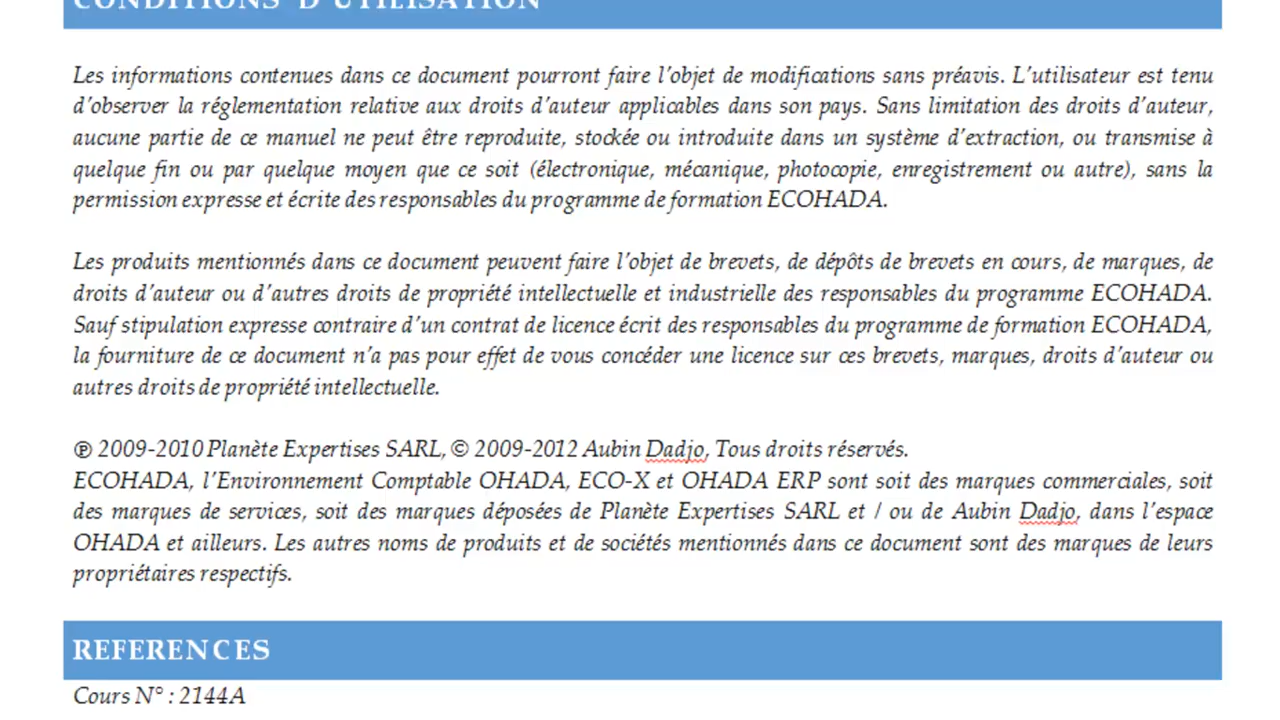 CONDITIONS D'UTILISATION
Les informations contenues dans ce document pourront faire l'objet de modifications sans préavis. L'utilisateur est tenu
d'observer la réglementation relative aux droits d'auteur applicables dans son pays. Sans limitation des droits d'auteur,
aucune partie de ce manuel ne peut être reproduite, stockée ou introduite dans un système d'extraction, ou transmise à
quelque fin ou par quelque moyen que ce soit (électronique, mécanique, photocopie, enregistrement ou autre), sans la
permission expresse et écrite des responsables du programme de formation ECOHADA.
Les produits mentionnés dans ce document peuvent faire l'objet de brevets, de dépôts de brevets en cours, de marques, de
droits d'auteur ou d'autres droits de propriété intellectuelle et industrielle des responsables du programme ECOHADA.
Sauf stipulation expresse contraire d'un contrat de licence écrit des responsables du programme de formation ECOHADA,
la fourniture de ce document n'a pas pour effet de vous concéder une licence sur ces brevets, marques, droits d'auteur ou
autres droits de propriété intellectuelle.
℗ 2009-2010 Planète Expertises SARL, © 2009-2012 Aubin Dadjo, Tous droits réservés.
ECOHADA, l'Environnement Comptable OHADA, ECO-X et OHADA ERP sont soit des marques commerciales, soit
des marques de services, soit des marques déposées de Planète Expertises SARL et / ou de Aubin Dadjo, dans l'espace
OHADA et ailleurs. Les autres noms de produits et de sociétés mentionnés dans ce document sont des marques de leurs
propriétaires respectifs.
REFERENCES
Cours N° : 2144A